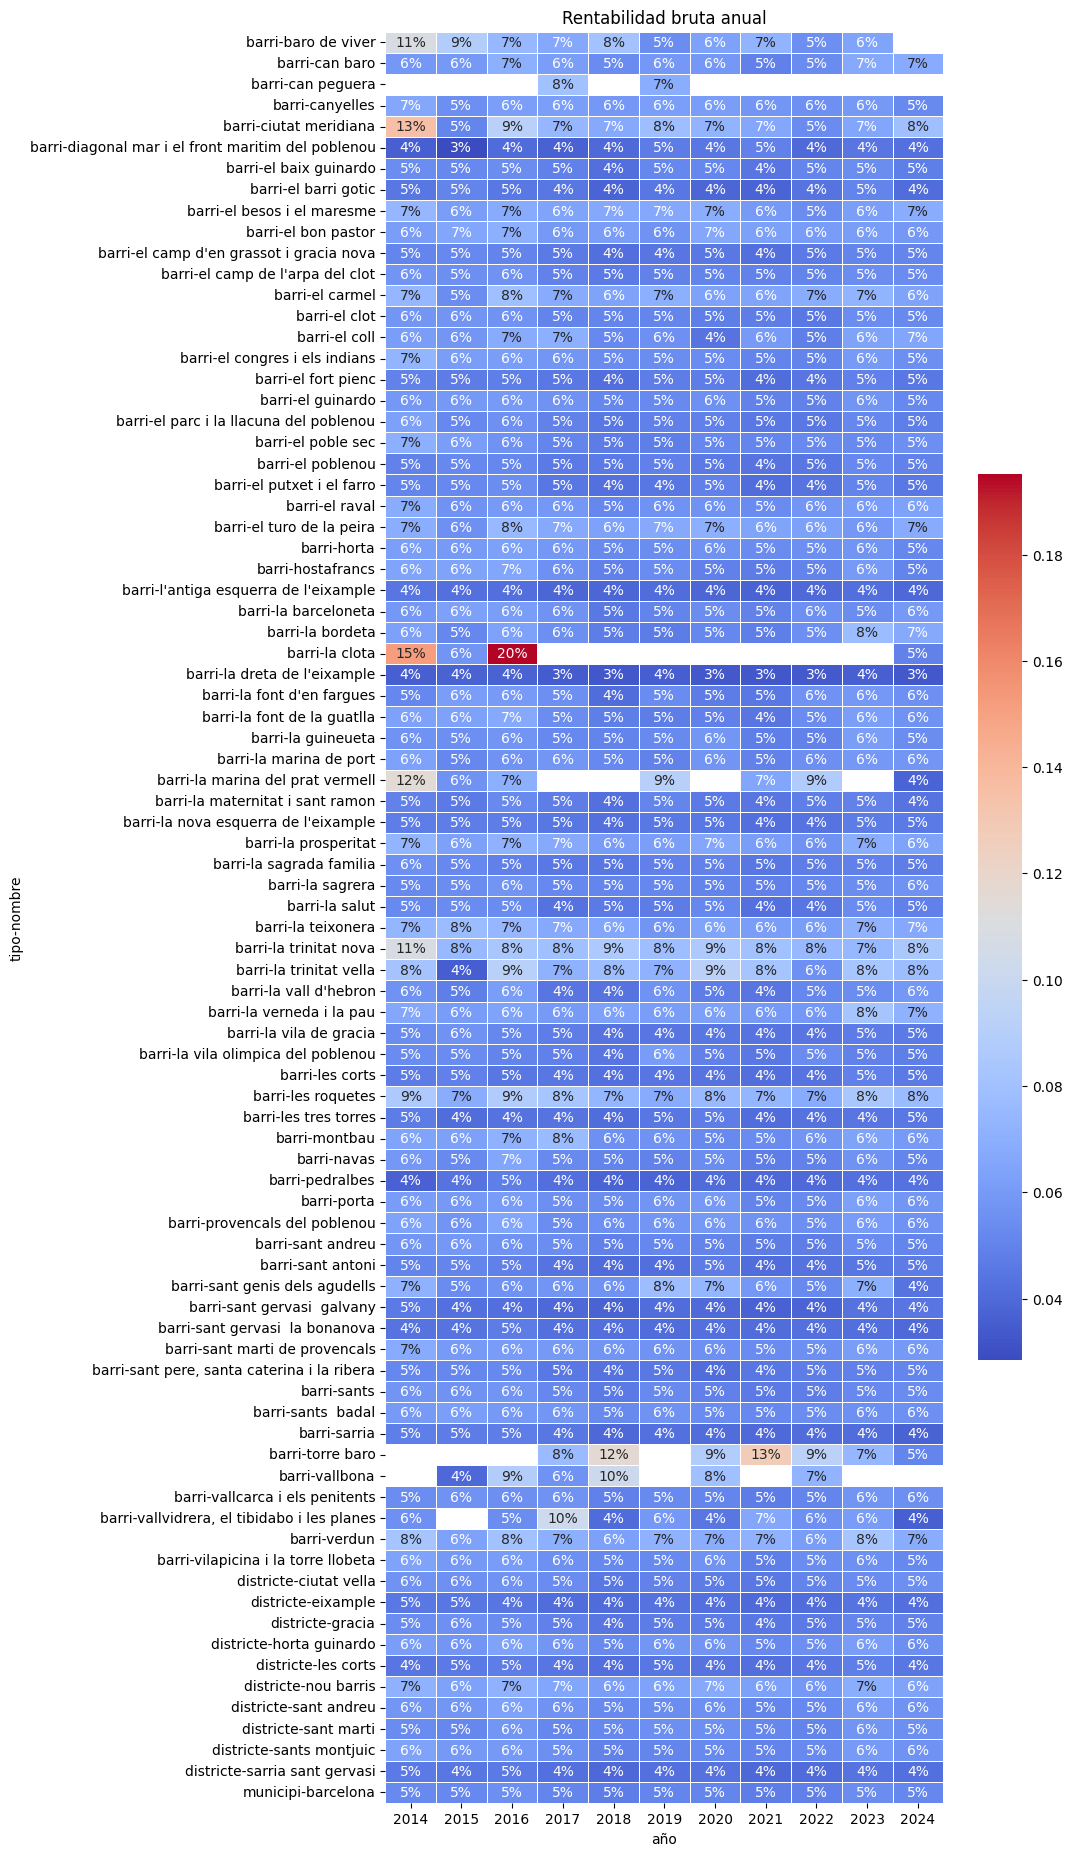 Rentabilidad bruta anual
barri-baro de viver 11% 9% 7% 7% 8% 5% 6% 7% 5% 6%
barri-can baro 6% 6% 7% 6% 5% 6% 6% 5% 5% 7% 7%
barri-can peguera 8% 7%
barri-canyelles 7% 5% 6% 6% 6% 6% 6% 6% 6% 6% 5%
barri-ciutat meridiana 13% 5% 9% 7% 7% 8% 7% 7% 5% 7% 8%
barri-diagonal mar i el front maritim del poblenou 4% 3% 4% 4% 4% 5% 4% 5% 4% 4% 4%
barri-el baix guinardo 5% 5% 5% 5% 4% 5% 5% 4% 5% 5% 5%
barri-el barri gotic 5% 5% 5% 4% 4% 4% 4% 4% 4% 5% 4%
barri-el besos i el maresme 7% 6% 7% 6% 7% 7% 7% 6% 5% 6% 7%
barri-el bon pastor 6% 7% 7% 6% 6% 6% 7% 6% 6% 6% 6%
barri-el camp d'en grassot i gracia nova 5% 5% 5% 5% 4% 4% 5% 4% 5% 5% 5%
barri-el camp de l'arpa del clot 6% 5% 6% 5% 5% 5% 5% 5% 5% 5% 5%
barri-el carmel 7% 5% 8% 7% 6% 7% 6% 6% 7% 7% 6%
barri-el clot 6% 6% 6% 5% 5% 5% 5% 5% 5% 5% 5%
barri-el coll 6% 6% 7% 7% 5% 6% 4% 6% 5% 6% 7%
barri-el congres i els indians 7% 6% 6% 6% 5% 5% 5% 5% 5% 6% 5%
barri-el fort pienc 5% 5% 5% 5% 4% 5% 5% 4% 4% 5% 5%
barri-el guinardo 6% 6% 6% 6% 5% 5% 6% 5% 5% 6% 5%
barri-el parc i la llacuna del poblenou 6% 5% 6% 5% 5% 5% 5% 5% 5% 5% 5%
barri-el poble sec 7% 6% 6% 5% 5% 5% 5% 5% 5% 5% 5%
barri-el poblenou 5% 5% 5% 5% 5% 5% 5% 4% 5% 5% 5%
barri-el putxet i el farro 5% 5% 5% 5% 4% 4% 5% 4% 4% 5% 5%
barri-el raval 7% 6% 6% 6% 5% 6% 6% 5% 6% 6% 6%
barri-el turo de la peira 7% 6% 8% 7% 6% 7% 7% 6% 6% 6% 7%
barri-horta 6% 6% 6% 6% 5% 5% 6% 5% 5% 6% 5%
barri-hostafrancs 6% 6% 7% 6% 5% 5% 5% 5% 5% 6% 5%
barri-l'antiga esquerra de l'eixample 4% 4% 4% 4% 4% 4% 4% 4% 4% 4% 4%
barri-la barceloneta 6% 6% 6% 6% 5% 5% 5% 5% 6% 5% 6%
barri-la bordeta 6% 5% 6% 6% 5% 5% 5% 5% 5% 8% 7%
barri-la clota 15% 6% 20% 5%
barri-la dreta de l'eixample 4% 4% 4% 3% 3% 4% 3% 3% 3% 4% 3%
barri-la font d'en fargues 5% 6% 6% 5% 4% 5% 5% 5% 6% 6% 6%
barri-la font de la guatlla 6% 6% 7% 5% 5% 5% 5% 4% 5% 6% 6%
barri-la guineueta 6% 5% 6% 5% 5% 5% 6% 5% 5% 6% 5%
barri-la marina de port 6% 5% 6% 6% 5% 5% 6% 5% 6% 6% 6%
barri-la marina del prat vermell 12% 6% 7% 9% 7% 9% 4%
barri-la maternitat i sant ramon 5% 5% 5% 5% 4% 5% 5% 4% 5% 5% 4%
barri-la nova esquerra de l'eixample 5% 5% 5% 5% 4% 5% 5% 4% 4% 5% 5%
barri-la prosperitat 7% 6% 7% 7% 6% 6% 7% 6% 6% 7% 6%
barri-la sagrada familia 6% 5% 5% 5% 5% 5% 5% 5% 5% 5% 5%
barri-la sagrera 5% 5% 6% 5% 5% 5% 5% 5% 5% 5% 6%
barri-la salut 5% 5% 5% 4% 5% 5% 5% 4% 4% 5% 5%
barri-la teixonera 7% 8% 7% 7% 6% 6% 6% 6% 6% 7% 7%
barri-la trinitat nova 11% 8% 8% 8% 9% 8% 9% 8% 8% 7% 8%
barri-la trinitat vella 8% 4% 9% 7% 8% 7% 9% 8% 6% 8% 8%
barri-la vall d'hebron 6% 5% 6% 4% 4% 6% 5% 4% 5% 5% 6%
barri-la verneda i la pau 7% 6% 6% 6% 6% 6% 6% 6% 6% 8% 7%
barri-la vila de gracia 5% 6% 5% 5% 4% 4% 4% 4% 4% 5% 5%
barri-la vila olimpica del poblenou 5% 5% 5% 5% 4% 6% 5% 5% 5% 5% 5%
barri-les corts 5% 5% 5% 4% 4% 4% 4% 4% 4% 5% 5%
barri-les roquetes 9% 7% 9% 8% 7% 7% 8% 7% 7% 8% 8%
barri-les tres torres 5% 4% 4% 4% 4% 5% 5% 4% 4% 4% 5%
barri-montbau 6% 6% 7% 8% 6% 6% 5% 5% 6% 6% 6%
barri-navas 6% 5% 7% 5% 5% 5% 5% 5% 5% 6% 5%
barri-pedralbes 4% 4% 5% 4% 4% 4% 4% 4% 4% 4% 4%
barri-porta 6% 6% 6% 5% 5% 6% 6% 5% 5% 6% 6%
barri-provencals del poblenou 6% 6% 6% 5% 6% 6% 6% 6% 5% 6% 6%
barri-sant andreu 6% 6% 6% 5% 5% 5% 5% 5% 5% 5% 5%
barri-sant antoni 5% 5% 5% 4% 4% 4% 5% 4% 4% 5% 5%
barri-sant genis dels agudells 7% 5% 6% 6% 6% 8% 7% 6% 5% 7% 4%
barri-sant gervasi  galvany 5% 4% 4% 4% 4% 4% 4% 4% 4% 4% 4%
barri-sant gervasi  la bonanova 4% 4% 5% 4% 4% 4% 4% 4% 4% 4% 4%
barri-sant marti de provencals 7% 6% 6% 6% 6% 6% 6% 5% 5% 6% 6%
barri-sant pere, santa caterina i la ribera 5% 5% 5% 5% 4% 5% 4% 4% 5% 5% 5%
barri-sants 6% 6% 6% 5% 5% 5% 5% 5% 5% 5% 5%
barri-sants  badal 6% 6% 6% 6% 5% 6% 5% 5% 5% 6% 6%
barri-sarria 5% 5% 5% 4% 4% 4% 4% 4% 4% 4% 4%
barri-torre baro 8% 12% 9% 13% 9% 7% 5%
barri-vallbona 4% 9% 6% 10% 8% 7%
barri-vallcarca i els penitents 5% 6% 6% 6% 5% 5% 5% 5% 5% 6% 6%
barri-vallvidrera, el tibidabo i les planes 6% 5% 10% 4% 6% 4% 7% 6% 6% 4%
barri-verdun 8% 6% 8% 7% 6% 7% 7% 7% 6% 8% 7%
barri-vilapicina i la torre llobeta 6% 6% 6% 6% 5% 5% 6% 5% 5% 6% 5%
districte-ciutat vella 6% 6% 6% 5% 5% 5% 5% 5% 5% 5% 5%
districte-eixample 5% 5% 4% 4% 4% 4% 4% 4% 4% 4% 4%
districte-gracia 5% 6% 5% 5% 4% 5% 5% 4% 5% 5% 5%
districte-horta guinardo 6% 6% 6% 6% 5% 6% 6% 5% 5% 6% 6%
districte-les corts 4% 5% 5% 4% 4% 5% 4% 4% 4% 5% 4%
districte-nou barris 7% 6% 7% 7% 6% 6% 7% 6% 6% 7% 6%
districte-sant andreu 6% 6% 6% 6% 5% 5% 6% 5% 5% 6% 6%
districte-sant marti 5% 5% 6% 5% 5% 5% 5% 5% 5% 6% 5%
districte-sants montjuic 6% 6% 6% 5% 5% 5% 5% 5% 5% 6% 6%
districte-sarria sant gervasi 5% 4% 5% 4% 4% 4% 4% 4% 4% 4% 4%
municipi-barcelona 5% 5% 5% 5% 5% 5% 5% 5% 5% 5% 5%
2014 2015 2016 2017 2018 2019 2020 2021 2022 2023 2024
año
tipo-nombre
0.18
0.16
0.14
0.12
0.10
0.08
0.06
0.04